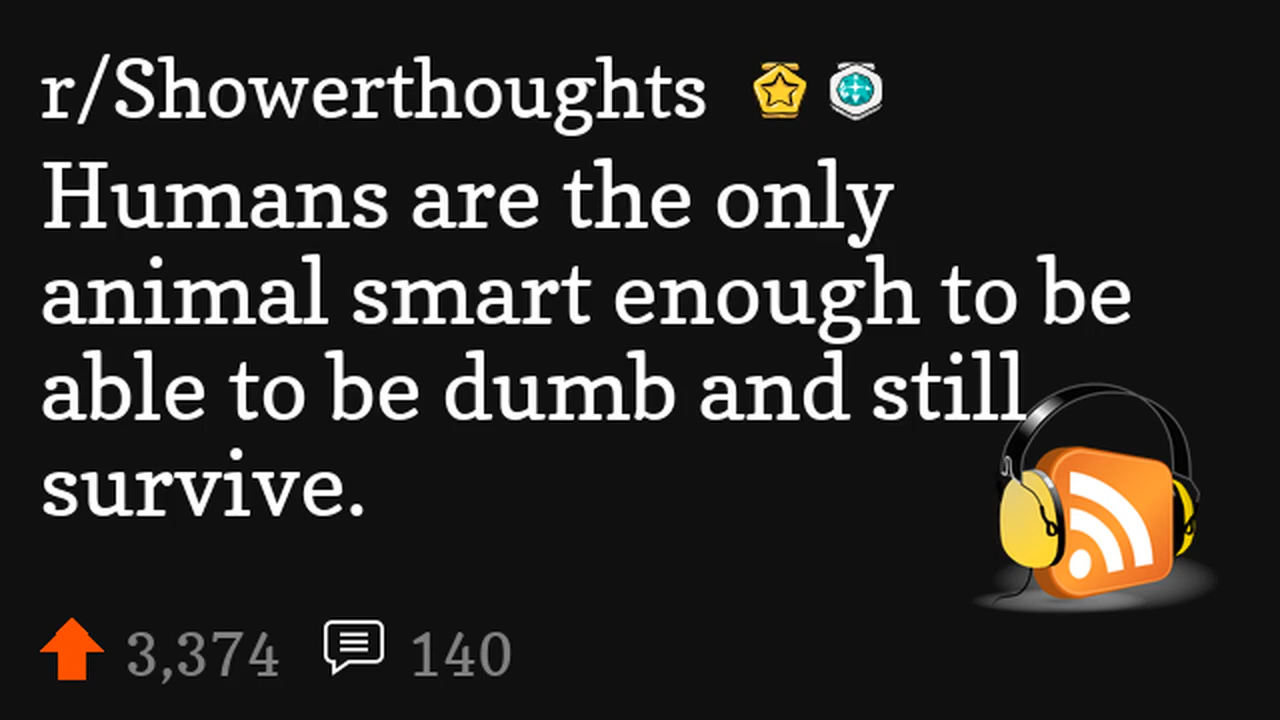 r/Showerthoughts
Humans are the only
animal smart enough to be
able to be dumb and still
survive.
3,374 140